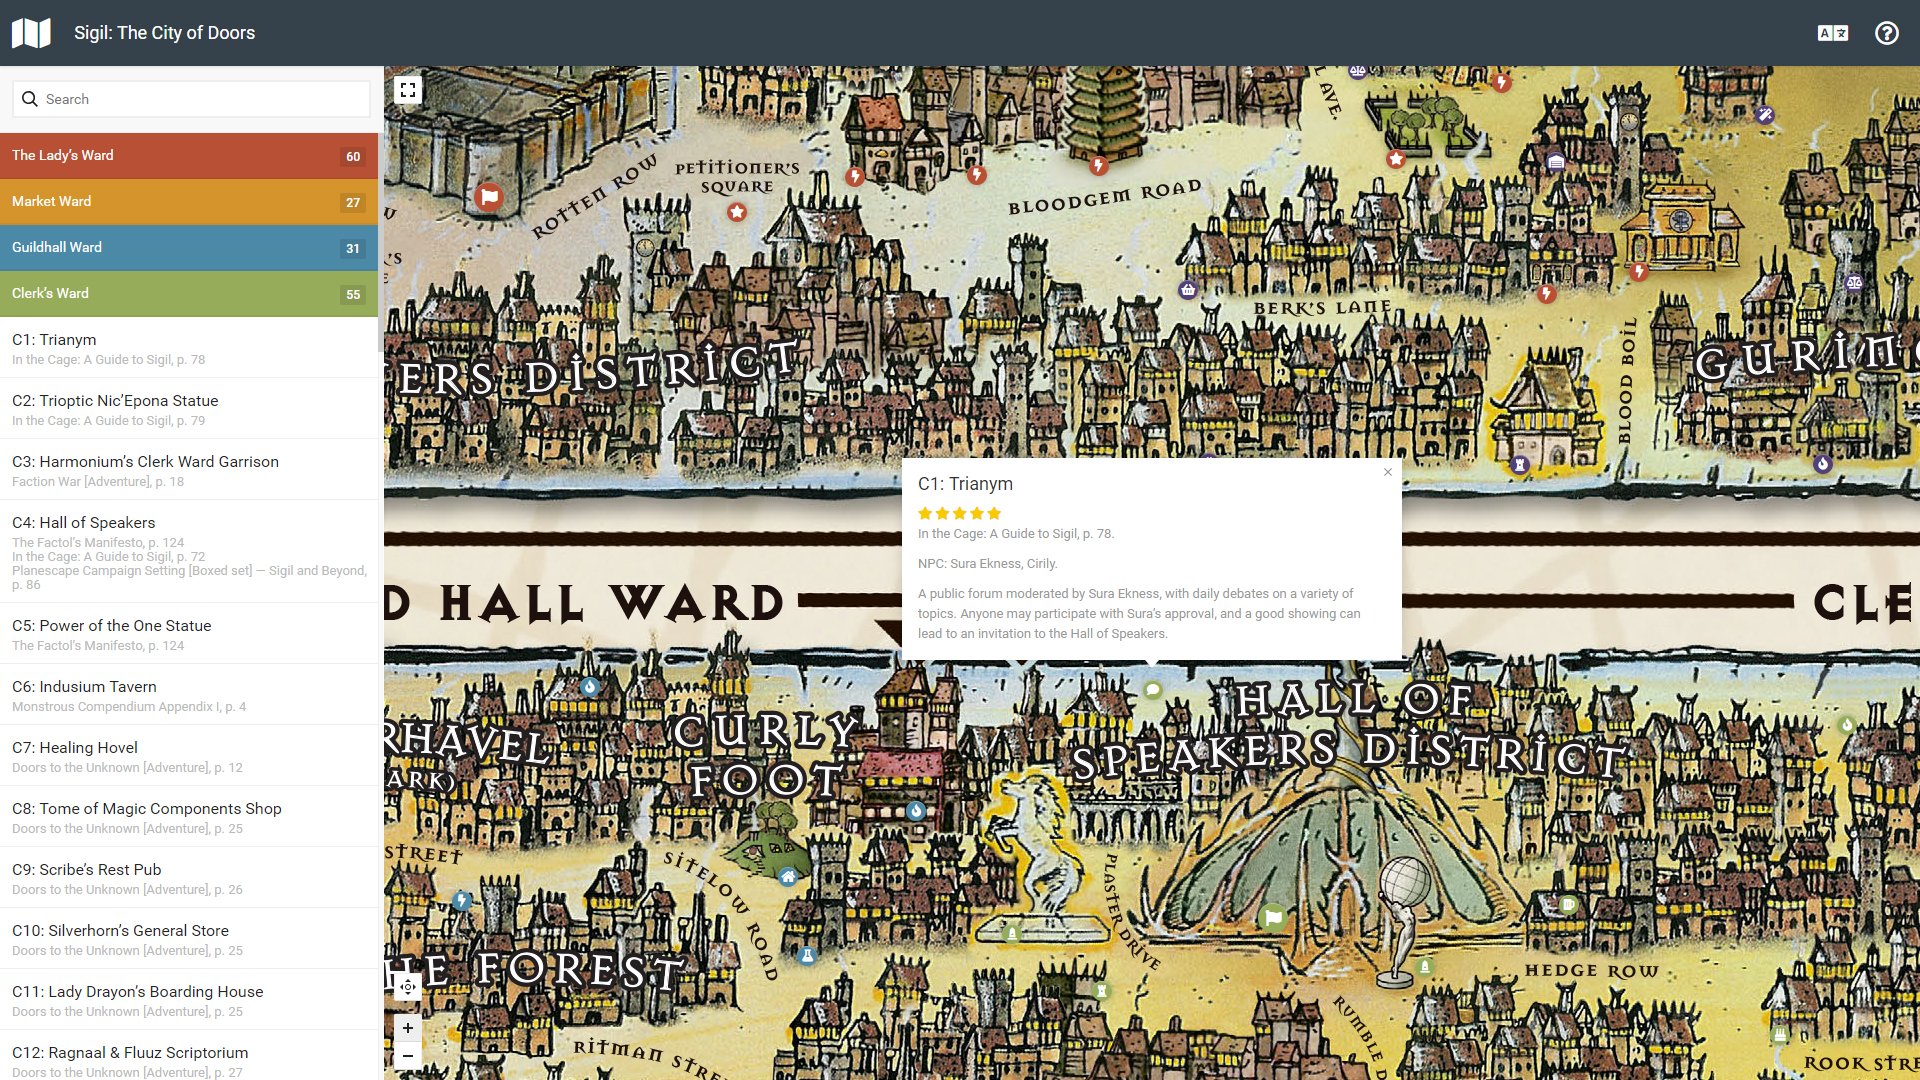 Sigil: The City of Doors
Search
The Lady's Ward 60
Market Ward 27
Guildhall Ward 31
Clerk's Ward 55
C1: Trianym
In the Cage: A Guide to Sigil, p. 78
C2: Trioptic Nic'Epona Statue
In the Cage: A Guide to Sigil, p. 79
C3: Harmonium's Clerk Ward Garrison
Faction War [Adventure], p. 18
C4: Hall of Speakers
The Factol's Manifesto, p. 124
In the Cage: A Guide to Sigil, p. 72
Planescape Campaign Setting [Boxed set] — Sigil and Beyond,
p. 86
C5: Power of the One Statue
The Factol's Manifesto, p. 124
C6: Indusium Tavern
Monstrous Compendium Appendix I, p. 4
C7: Healing Hovel
Doors to the Unknown [Adventure], p. 12
C8: Tome of Magic Components Shop
Doors to the Unknown [Adventure], p. 25
C9: Scribe's Rest Pub
Doors to the Unknown [Adventure], p. 26
C10: Silverhorn's General Store
Doors to the Unknown [Adventure], p. 25
C11: Lady Drayon's Boarding House
Doors to the Unknown [Adventure], p. 25
C12: Ragnaal & Fluuz Scriptorium
Doors to the Unknown [Adventure], p. 27
L AVE.
ROTTEN ROW
PETITIONER'S
SQUARE
BLOODGEM ROAD
W
'S
E
BERK'S LANE
BLOOD BOIL
ERS DISTRICT
GURIN
C1: Trianym
In the Cage: A Guide to Sigil, p. 78.
NPC: Sura Ekness, Cirily.
A public forum moderated by Sura Ekness, with daily debates on a variety of
topics. Anyone may participate with Sura's approval, and a good showing can
lead to an invitation to the Hall of Speakers.
D HALL WARD
CLE
RHAVEL
ARK)
CURLY
FOOT
HALL OF
SPEAKERS DISTRICT
STREET
SITELOW ROAD
PLASTER DRIVE
HE FOREST
HEDGE ROW
RUMBLE D
RITMAN STRE
ROOK STRE